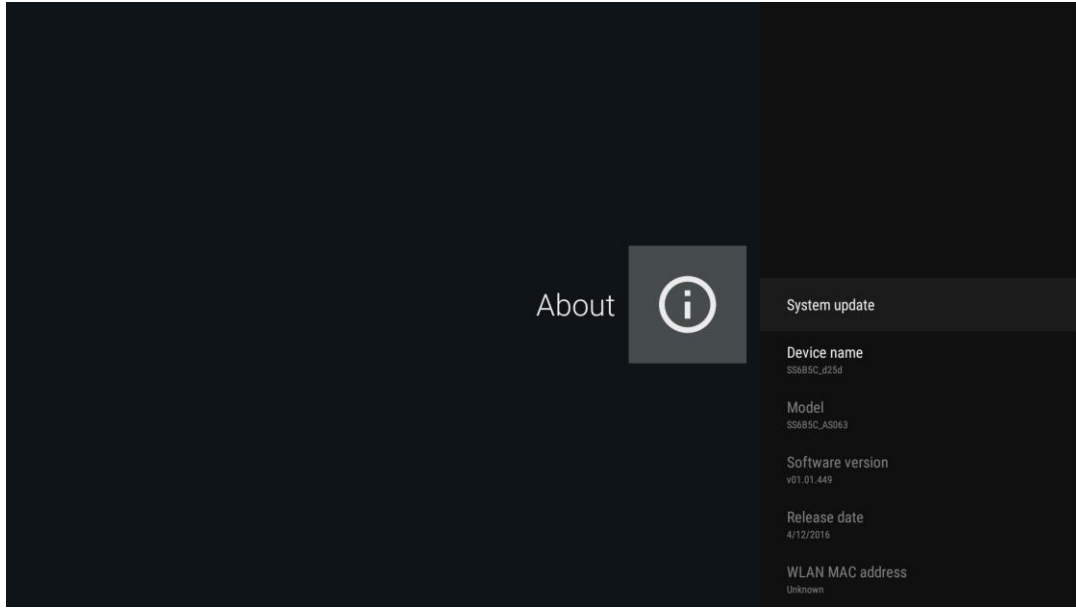 About
System update
Device name
SS6B5C_d25d
Model
SS6B5C_AS063
Software version
v01.01.449
Release date
4/12/2016
WLAN MAC address
Unknown